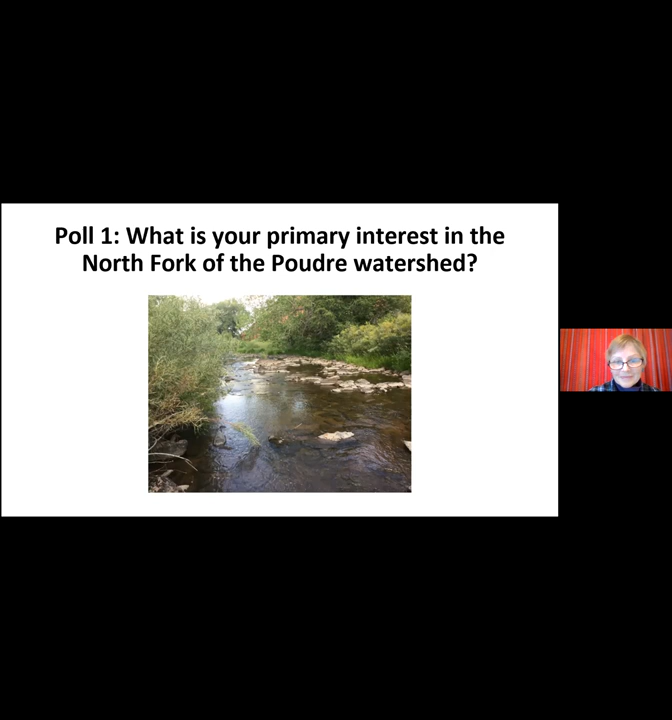 Poll 1: What is your primary interest in the
North Fork of the Poudre watershed?